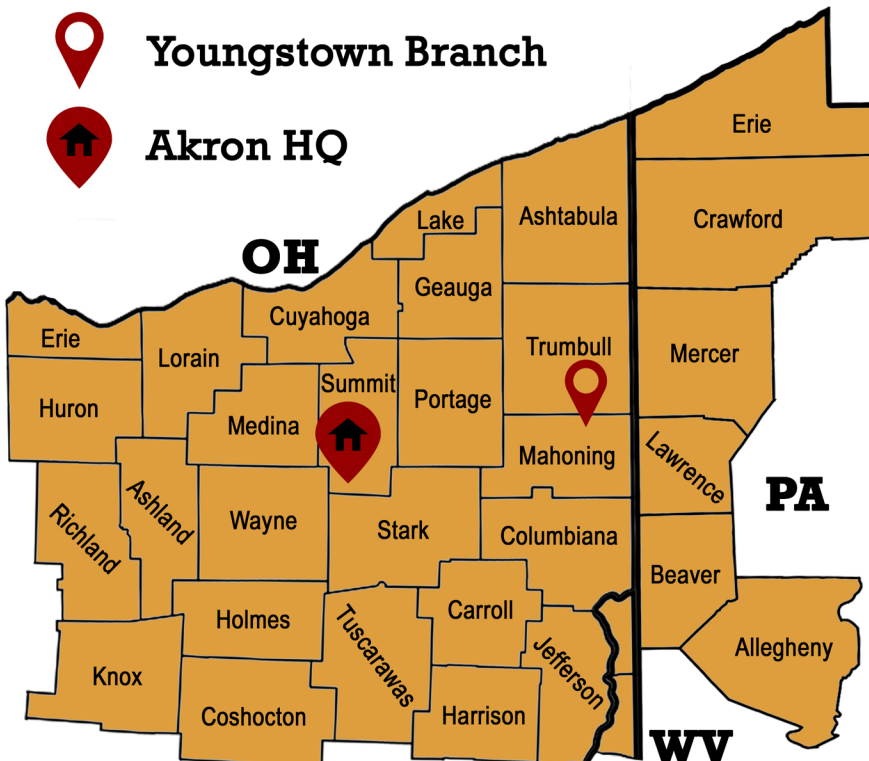 Youngstown Branch
Akron HQ
OH
Erie
Crawford
Ashtabula
Lake
Geauga
Cuyahoga
Erie
Lorain
Trumbull
Mercer
Summit
Huron
Medina
Portage
Mahoning
Lawrence
PA
Richland
Ashland
Wayne
Stark
Columbiana
Beaver
Holmes
Carroll
Tuscarawas
Jefferson
Allegheny
Knox
Coshocton
Harrison
WV